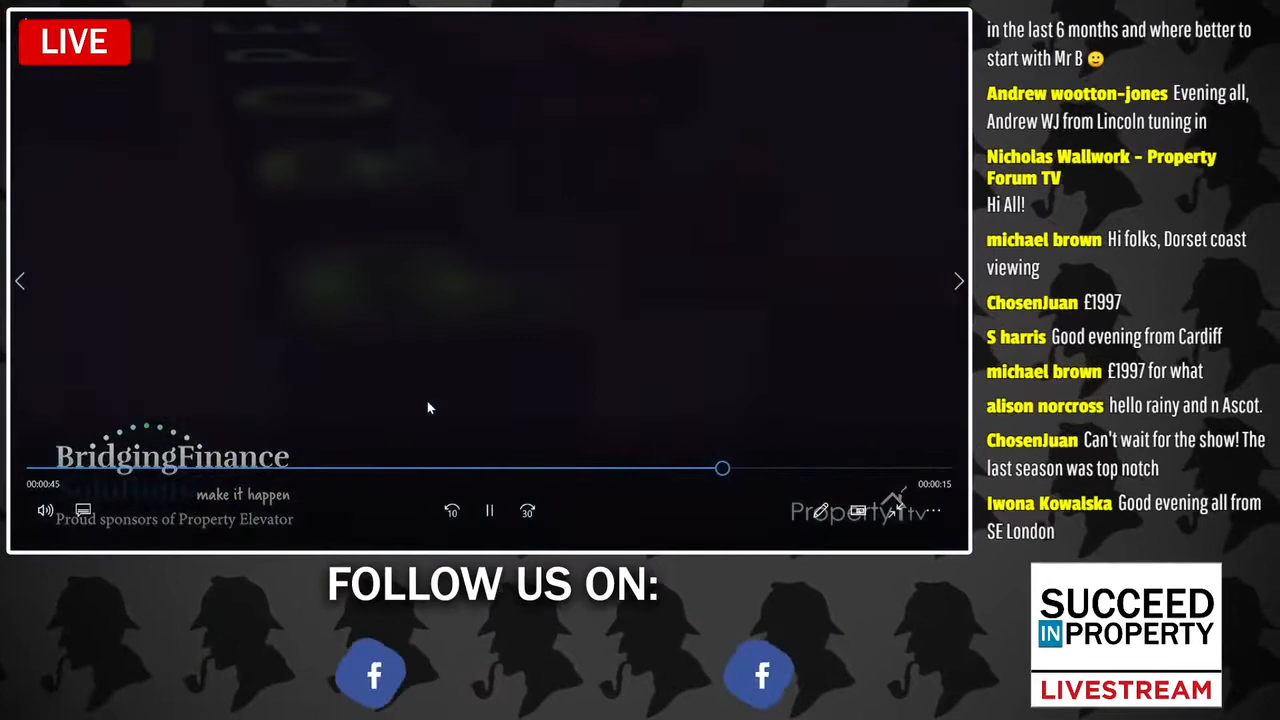 LIVE
BridgingFinance
00:00:45
00:00:15
make it happen
10
30
Proud sponsors of Property Elevator
Property tv
in the last 6 months and where better to
start with Mr B 🙂
Andrew wootton-jones Evening all,
Andrew WJ from Lincoln tuning in
Nicholas Wallwork - Property
Forum TV
Hi All!
michael brown Hi folks, Dorset coast
viewing
ChosenJuan £1997
S harris Good evening from Cardiff
michael brown £1997 for what
alison norcross hello rainy and n Ascot.
ChosenJuan Can't wait for the show! The
last season was top notch
Iwona Kowalska Good evening all from
SE London
FOLLOW US ON:
f
f
SUCCEED
IN PROPERTY
LIVESTREAM